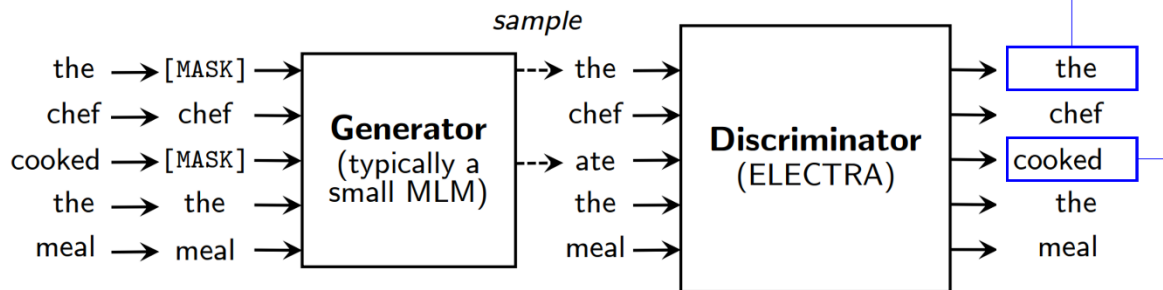 sample
the [MASK] the the
chef chef chef chef
cooked [MASK] ate cooked
the the the the
meal meal meal meal
Generator
(typically a
small MLM)
Discriminator
(ELECTRA)